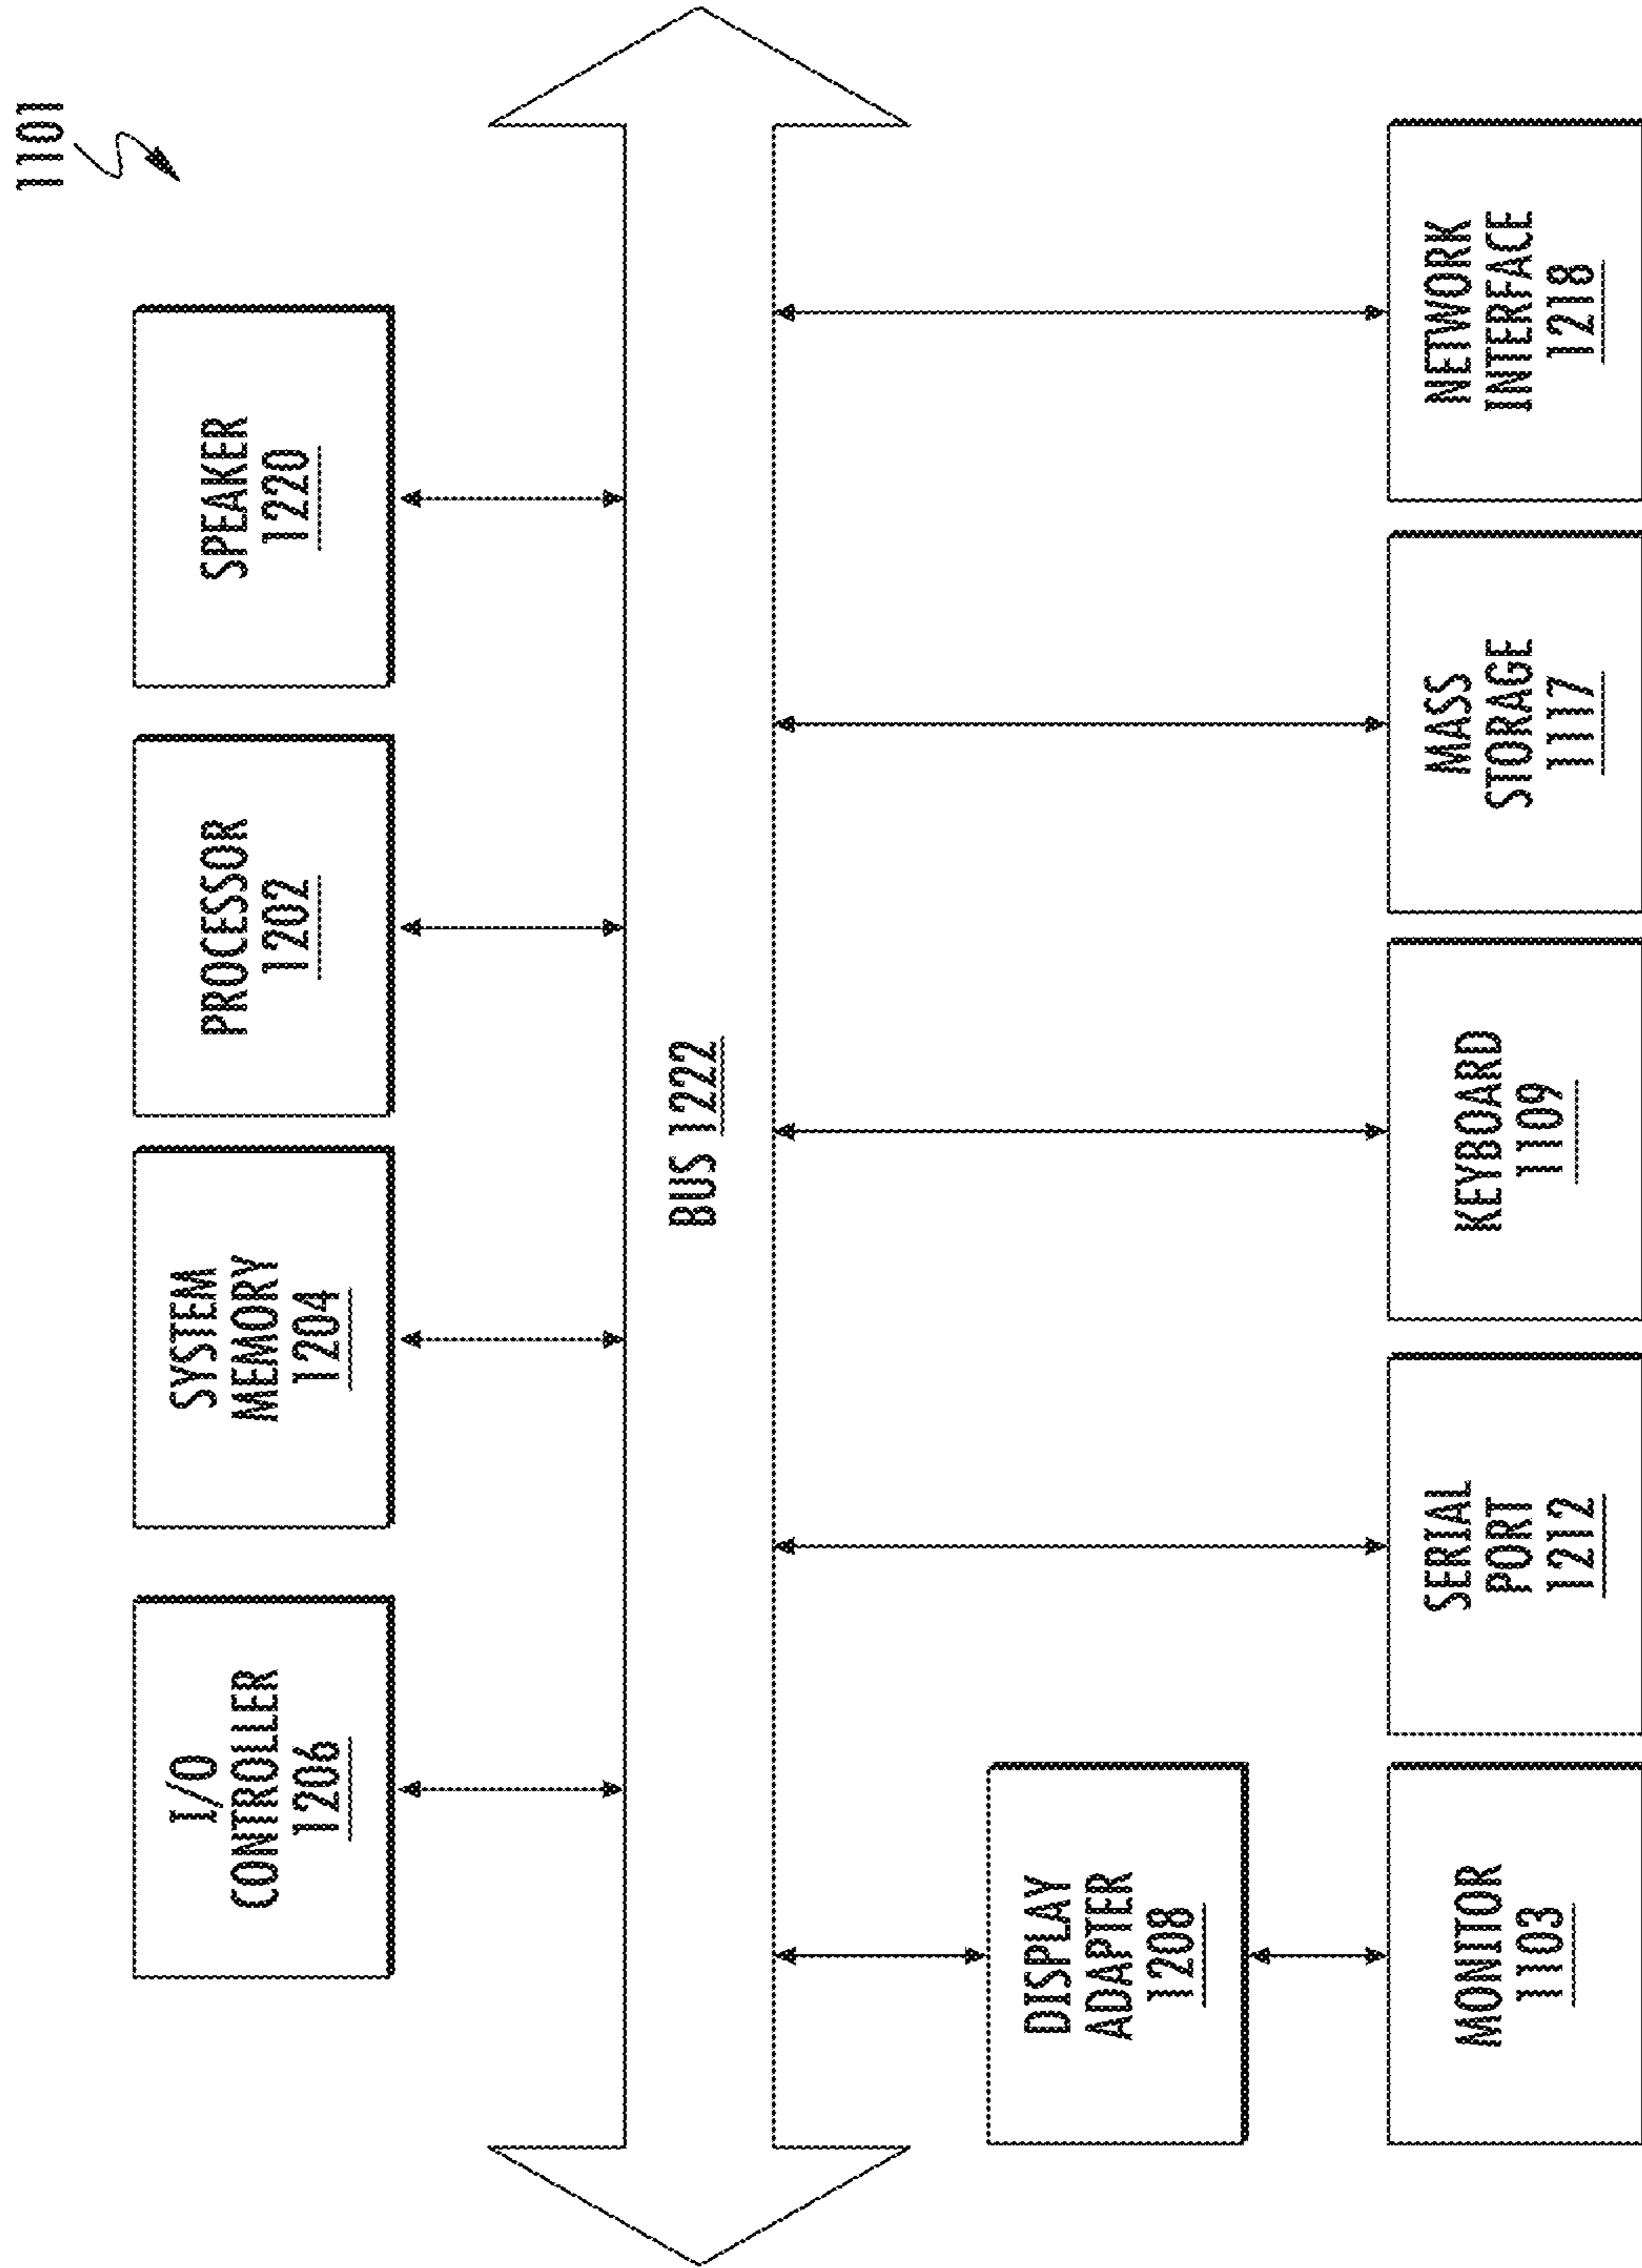 1101
I/O
CONTROLLER
1206
SYSTEM
MEMORY
1204
PROCESSOR
1202
SPEAKER
1220
BUS 1222
DISPLAY
ADAPTER
1208
MONITOR
1103
SERIAL
PORT
1212
KEYBOARD
1109
MASS
STORAGE
1117
NETWORK
INTERFACE
1218